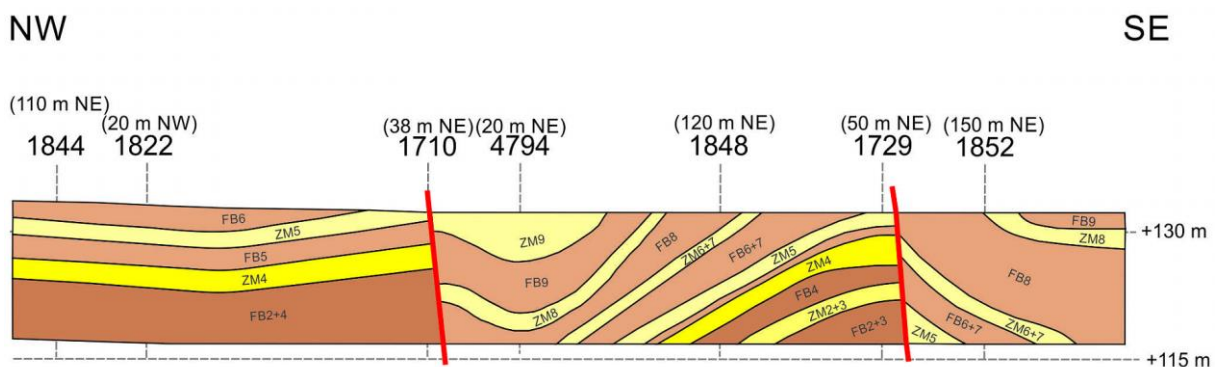 NW
SE
(110 m NE)
1844
(20 m NW)
1822
(38 m NE)
1710
(20 m NE)
4794
(120 m NE)
1848
(50 m NE)
1729
(150 m NE)
1852
FB6
ZM5
FB5
ZM4
FB2+4
ZM9
FB9
ZM8
FB8
ZM6+7
FB6+7
ZM5
ZM4
FB4
ZM2+3
FB2+3
ZM5
FB6+7
ZM6+7
FB8
FB9
ZM8
+130 m
+115 m